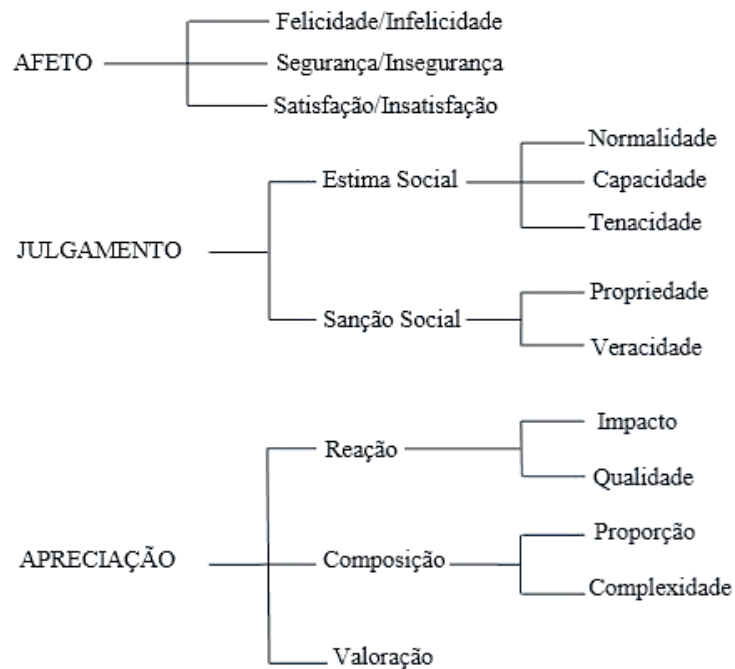 Felicidade/Infelicidade
AFETO
Segurança/Insegurança
Satisfação/Insatisfação
Normalidade
Estima Social
Capacidade
Tenacidade
JULGAMENTO
Propriedade
Sanção Social
Veracidade
Impacto
Reação
Qualidade
Proporção
APRECIAÇÃO
Composição
Complexidade
Valoração